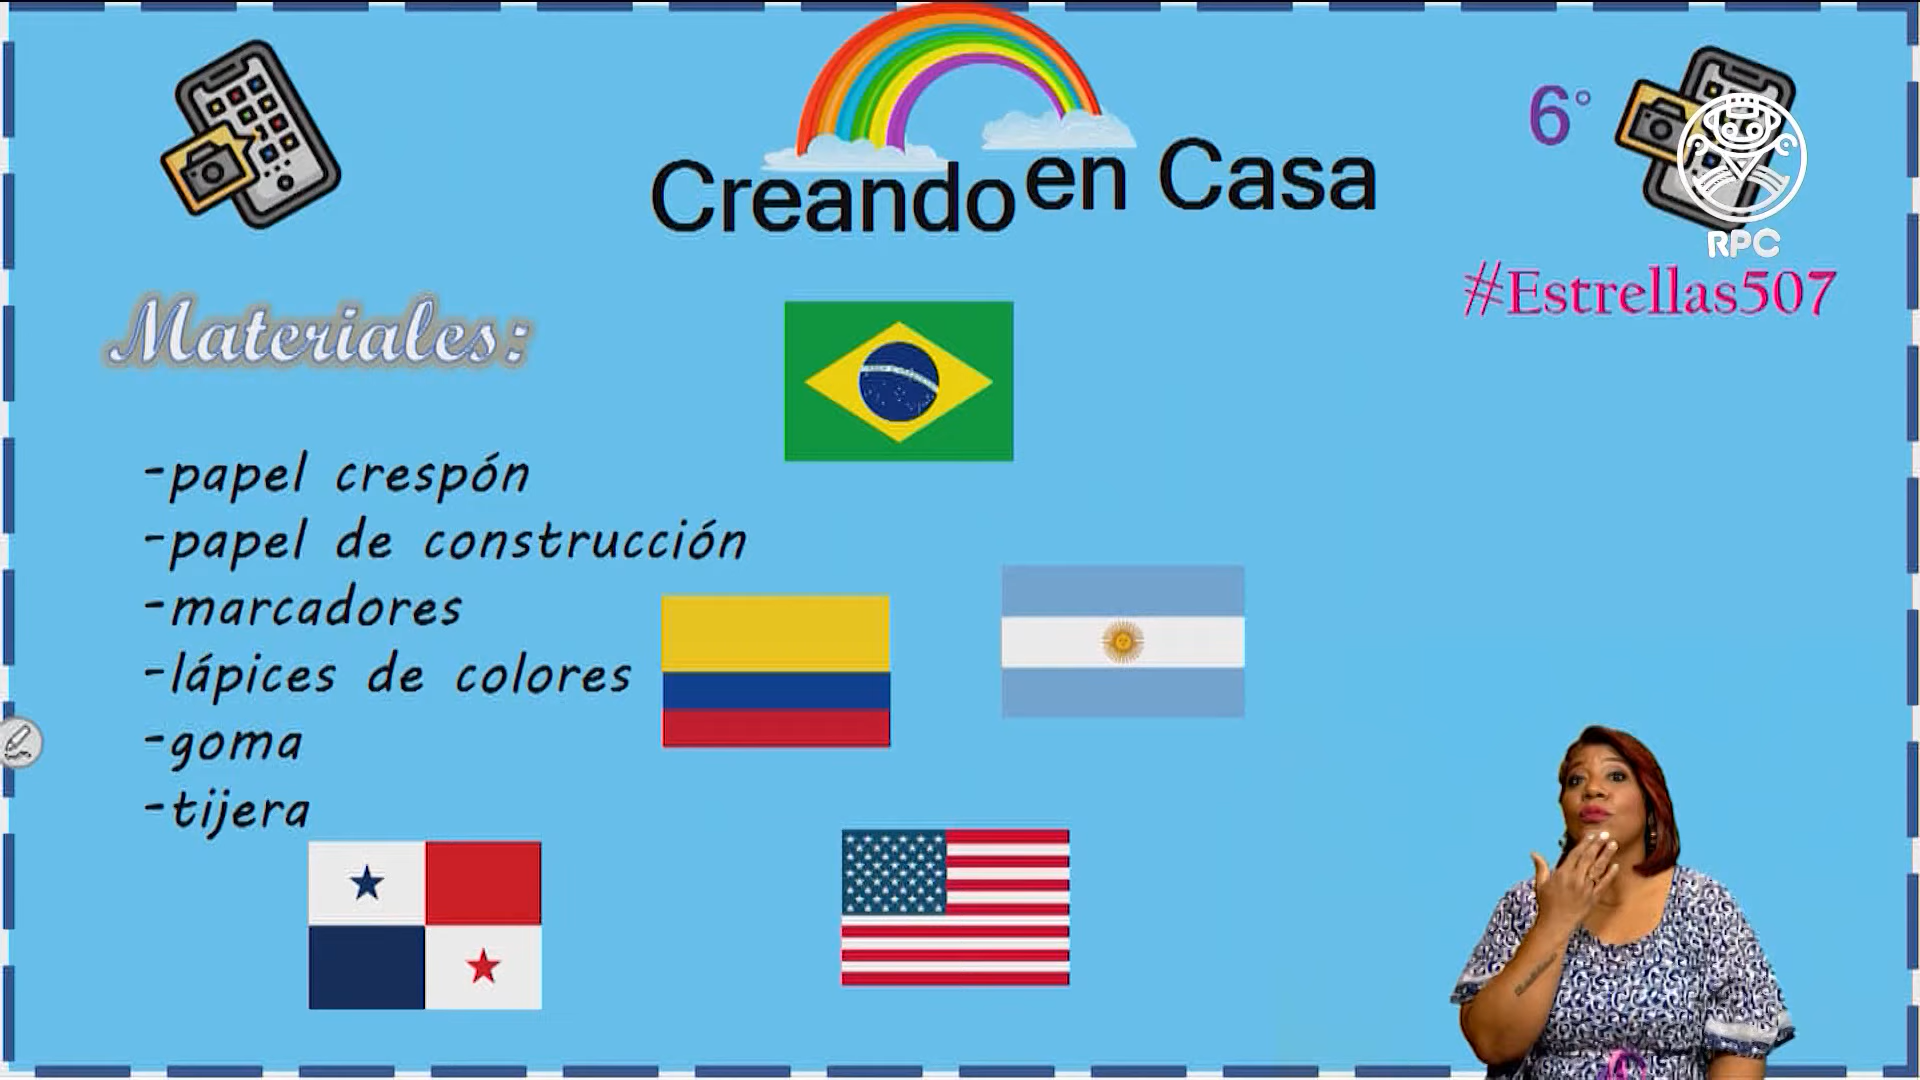 Creando en Casa
6°
RPC
#Estrellas507
Materiales:
-papel crespón
-papel de construcción
-marcadores
-lápices de colores
-goma
-tijera